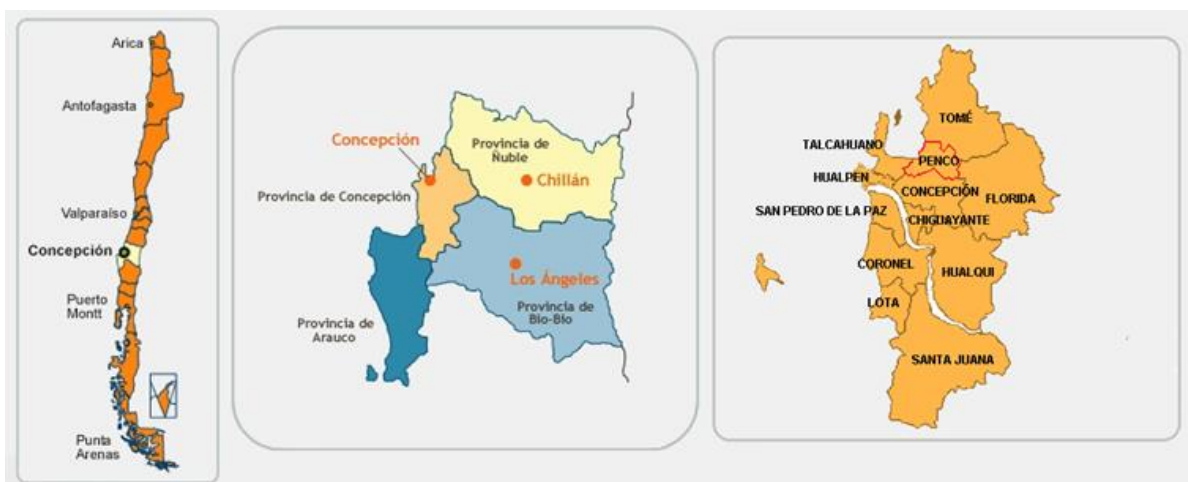 Arica
Antofagasta
Valparaíso
Concepción
Puerto
Montt
Punta
Arenas
Concepción
Provincia de Concepción
Provincia de
Ñuble
Chillán
Los Ángeles
Provincia de
Bío-Bío
Provincia de
Arauco
TOMÉ
TALCAHUANO
PENCO
HUALPEN
CONCEPCIÓN
FLORIDA
SAN PEDRO DE LA PAZ
CHIGUAYANTE
CORONEL
HUALQUI
LOTA
SANTA JUANA